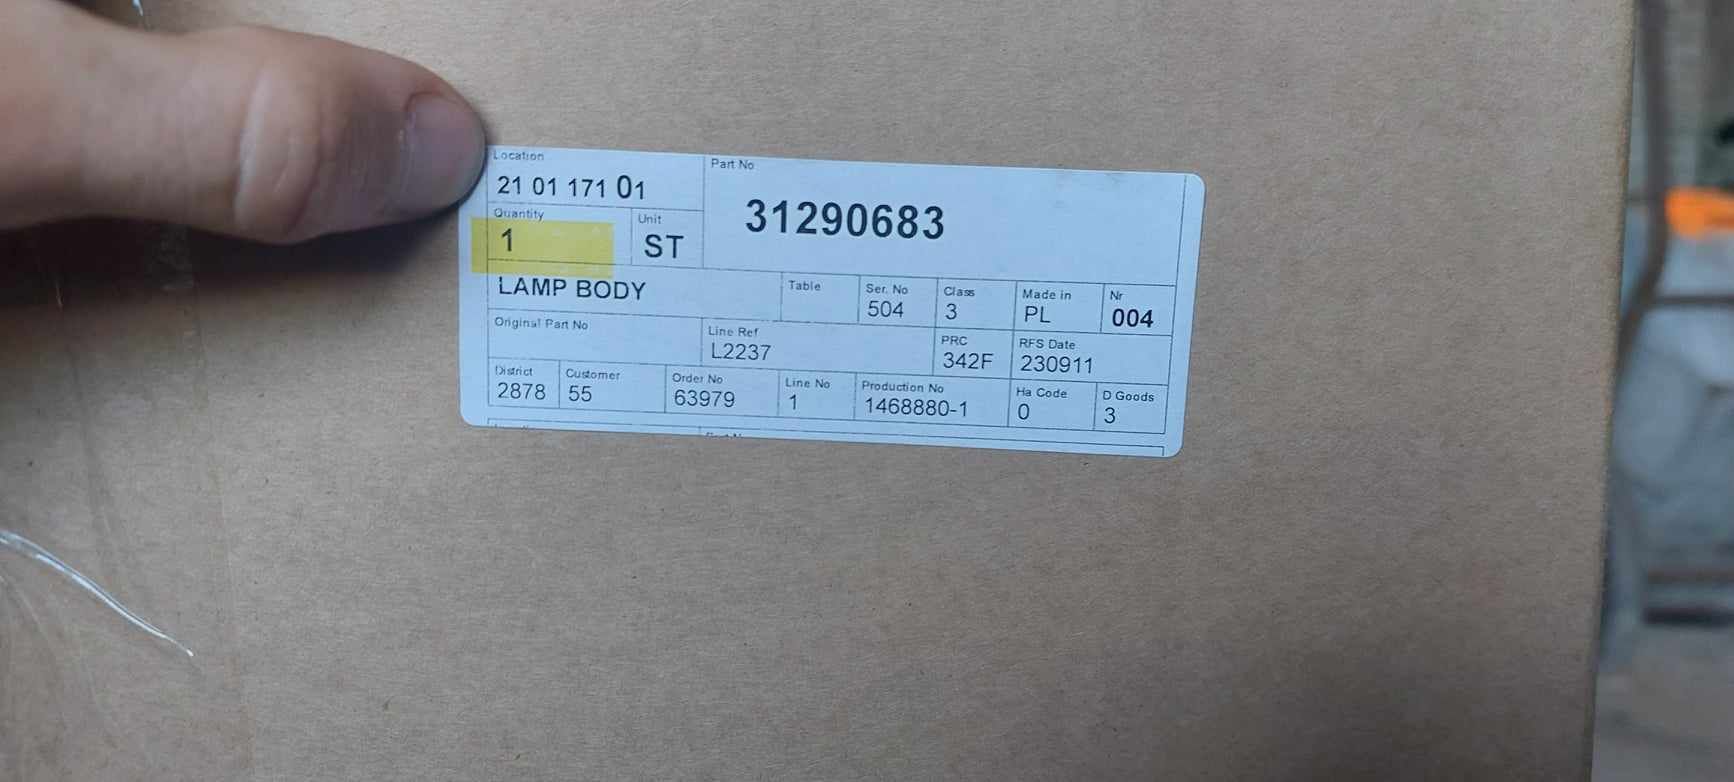 Location
21 01 171 01
Part No
31290683
Quantity
1
Unit
ST
LAMP BODY
Table
Ser. No
504
Class
3
Made in
PL
Nr
004
Original Part No
Line Ref
L2237
PRC
342F
RFS Date
230911
District
2878
Customer
55
Order No
63979
Line No
1
Production No
1468880-1
Ha Code
0
D Goods
3